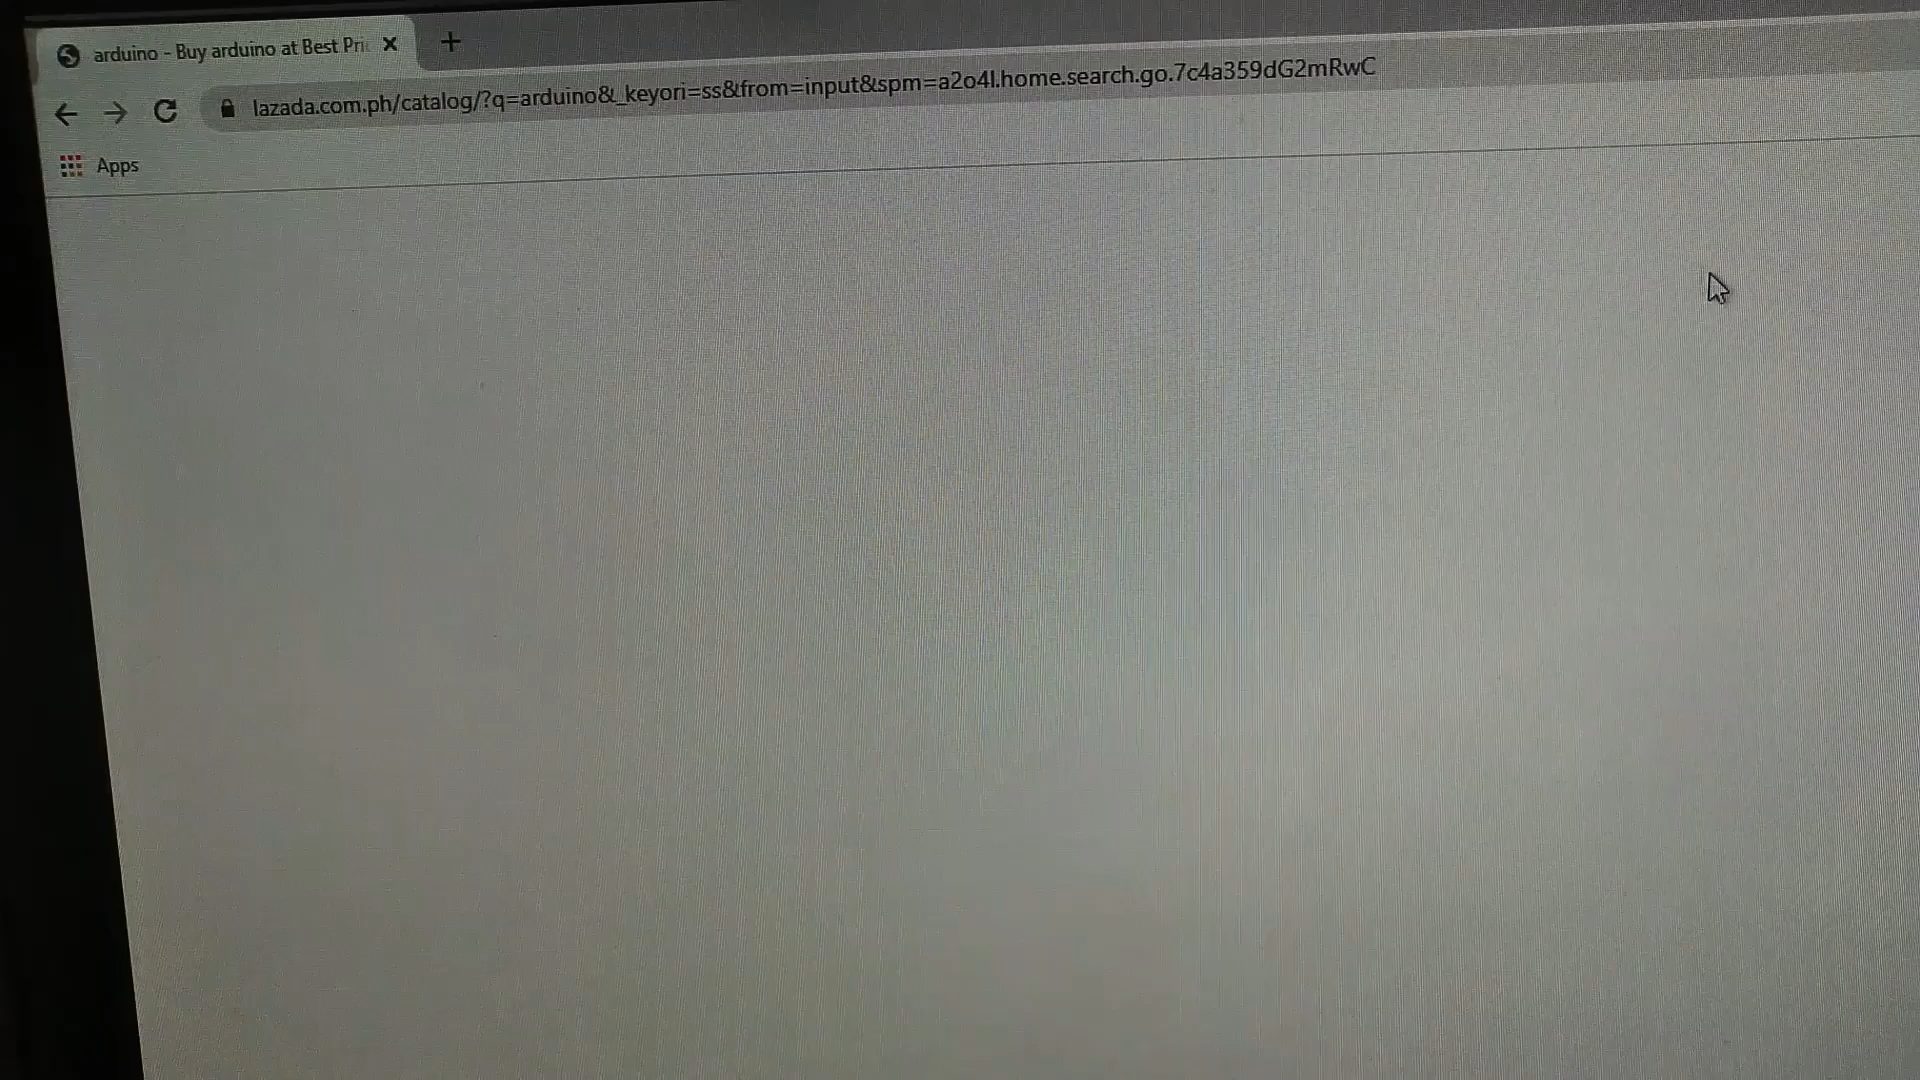 arduino - Buy arduino at Best Pri
lazada.com.ph/catalog/?q=arduino&_keyori=ss&from=input&spm=a2o4l.home.search.go.7c4a359dG2mRwC
Apps